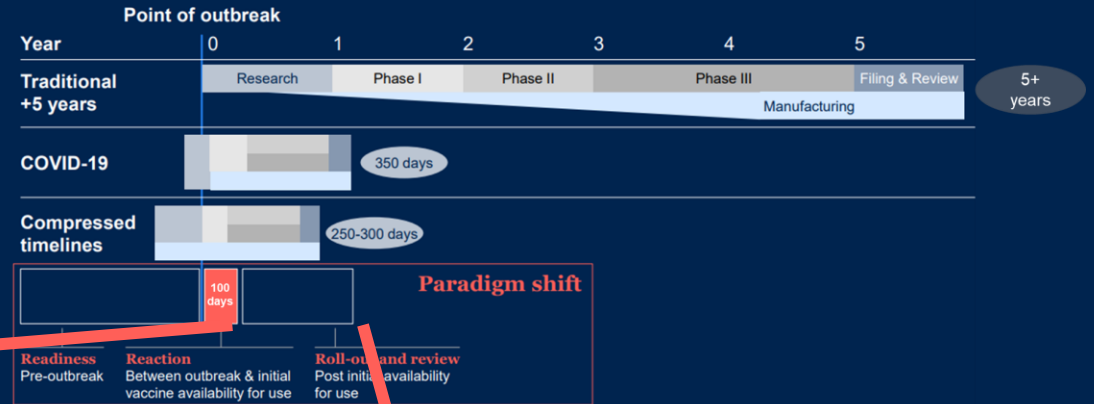 Point of outbreak
Year 0 1 2 3 4 5
Traditional
+5 years
Research Phase I Phase II Phase III Filing & Review
Manufacturing
5+
years
COVID-19
350 days
Compressed
timelines
250-300 days
100
days
Paradigm shift
Readiness
Pre-outbreak
Reaction
Between outbreak & initial
vaccine availability for use
Roll-out and review
Post initial availability
for use